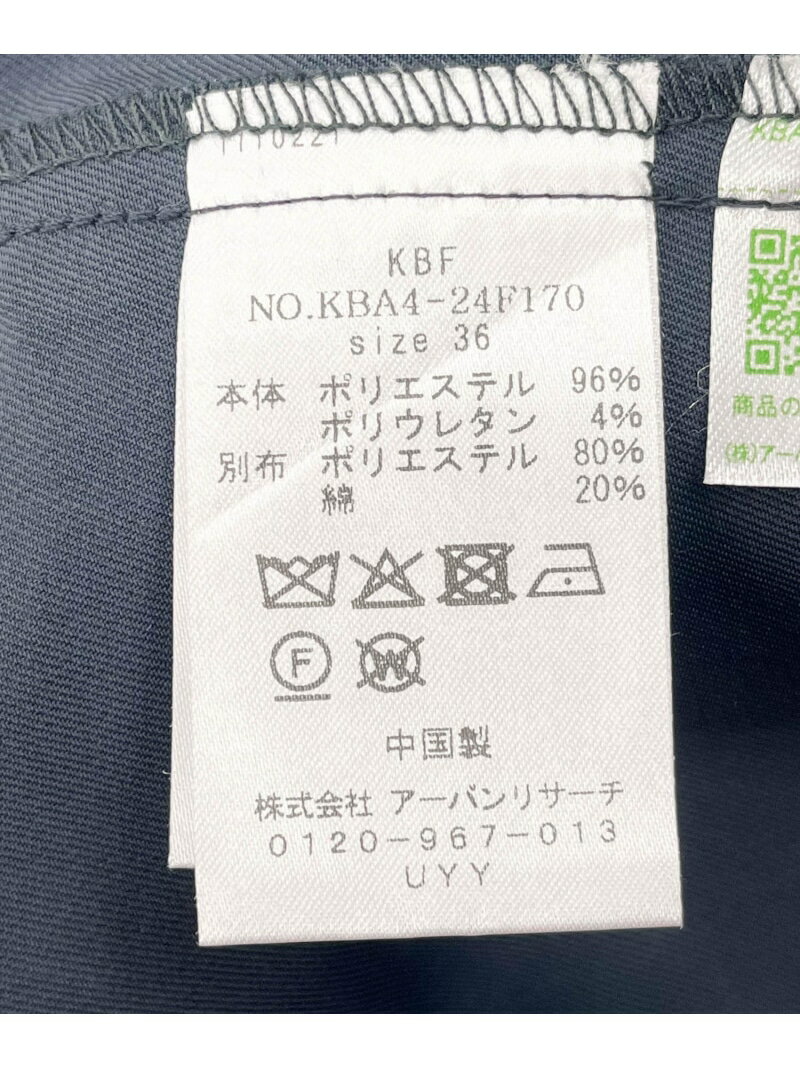 KBF
NO.KBA4-24F170
size 36
本体 ポリエステル 96%
ポリウレタン 4%
別布 ポリエステル 80%
綿 20%
F
W
中国製
株式会社 アーバンリサーチ
0120-967-013
UYY
KBA
商品の
(株)アーバ